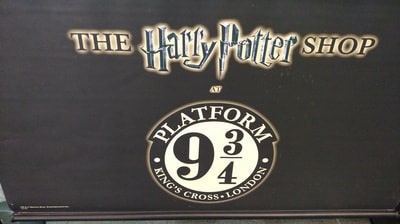 THE Harry Potter SHOP
AT
PLATFORM
9 3/4
KING'S CROSS · LONDON